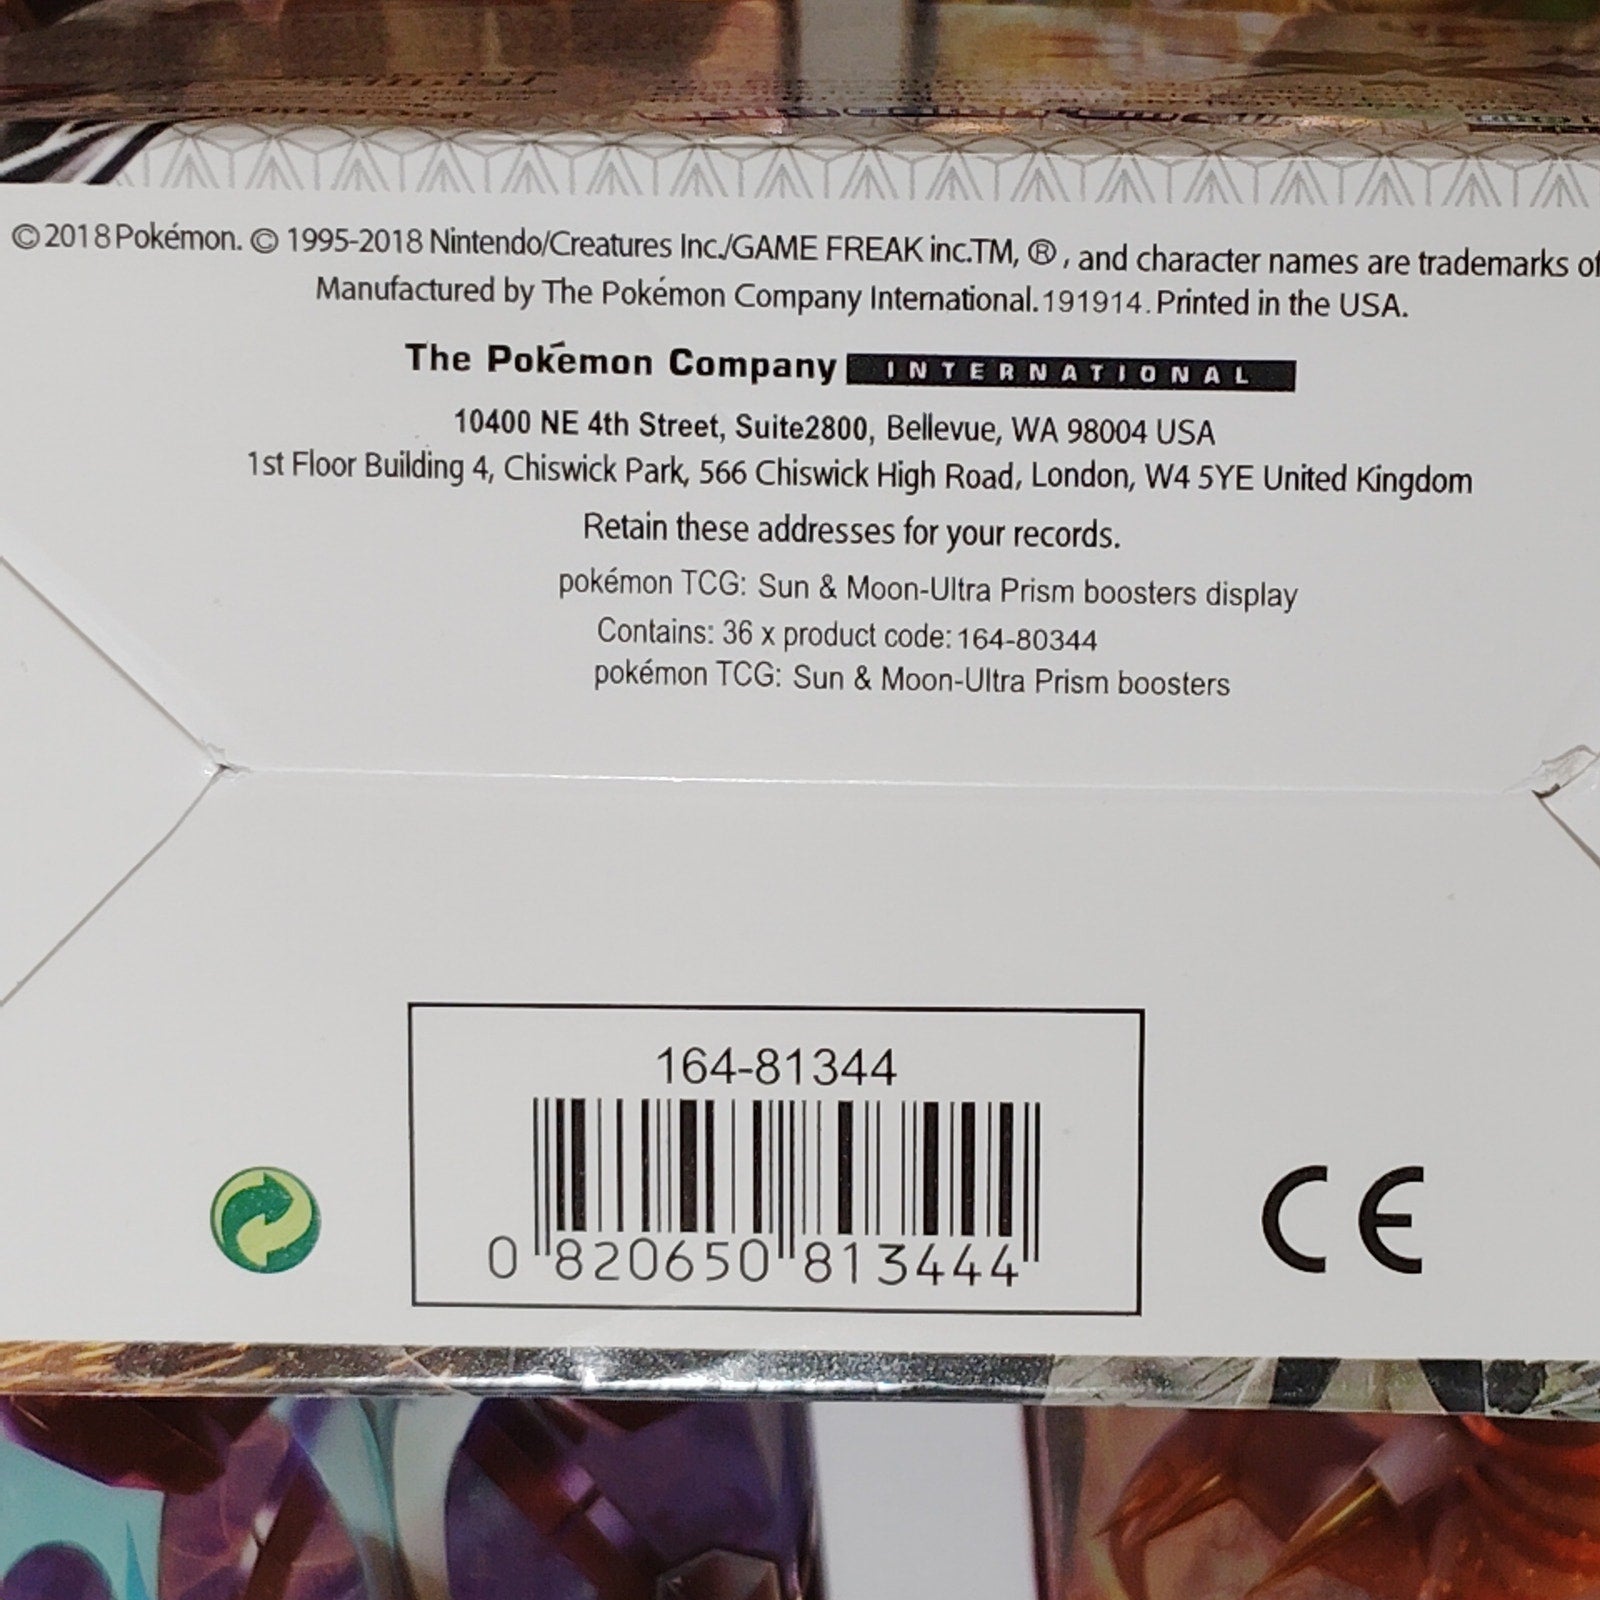 ©2018 Pokémon. © 1995-2018 Nintendo/Creatures Inc./GAME FREAK inc.TM, ®, and character names are trademarks of
Manufactured by The Pokémon Company International. 191914. Printed in the USA.
The Pokēmon Company INTERNATIONAL
10400 NE 4th Street, Suite2800, Bellevue, WA 98004 USA
1st Floor Building 4, Chiswick Park, 566 Chiswick High Road, London, W4 5YE United Kingdom
Retain these addresses for your records.
pokémon TCG: Sun & Moon-Ultra Prism boosters display
Contains: 36 x product code: 164-80344
pokémon TCG: Sun & Moon-Ultra Prism boosters
164-81344
0 820650 813444
CE